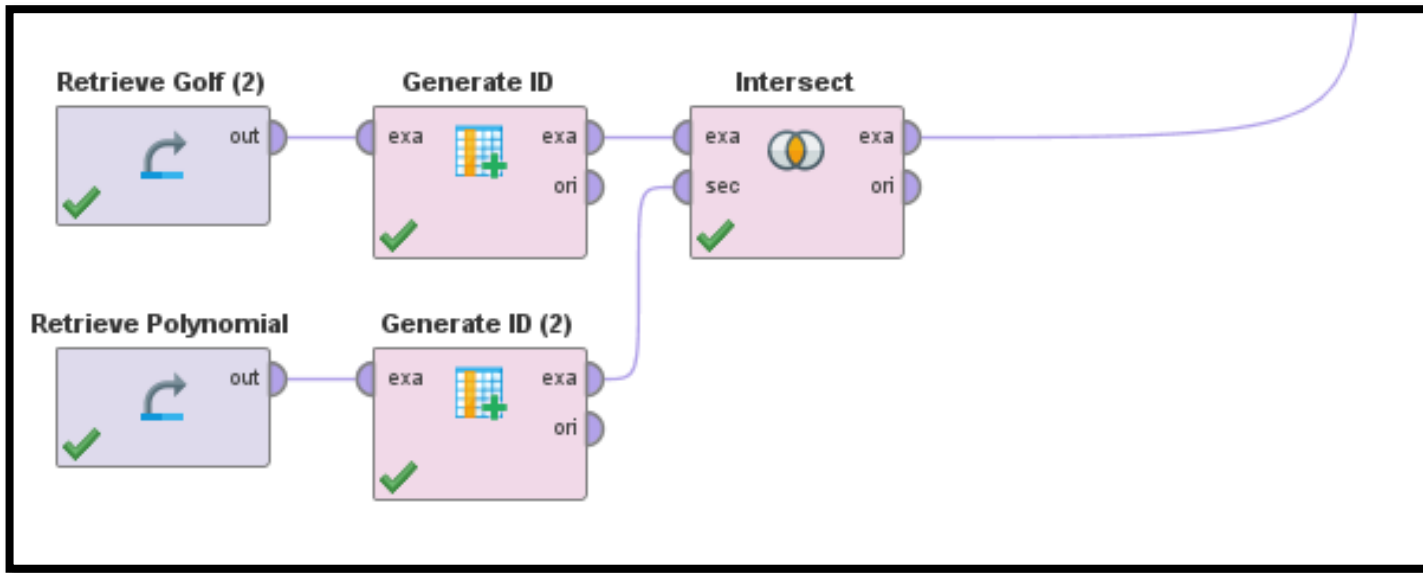 Retrieve Golf (2)
out
Generate ID
exa
exa
ori
Intersect
exa
sec
exa
ori
Retrieve Polynomial
out
Generate ID (2)
exa
exa
ori